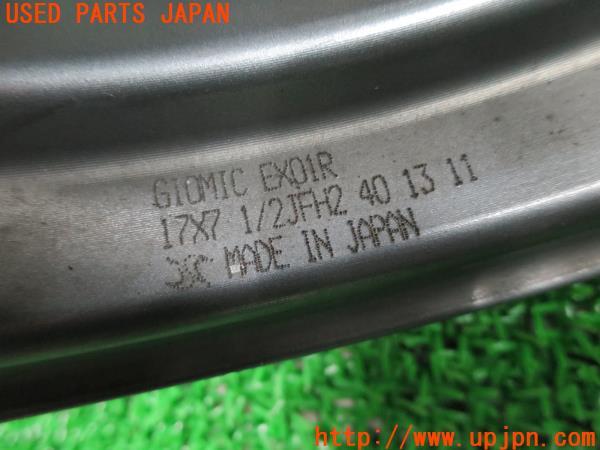 USED PARTS JAPAN
GIOMIC EX01R
17X7 1/2JFH2 40 13 11
MADE IN JAPAN
http://www.upjpn.com/